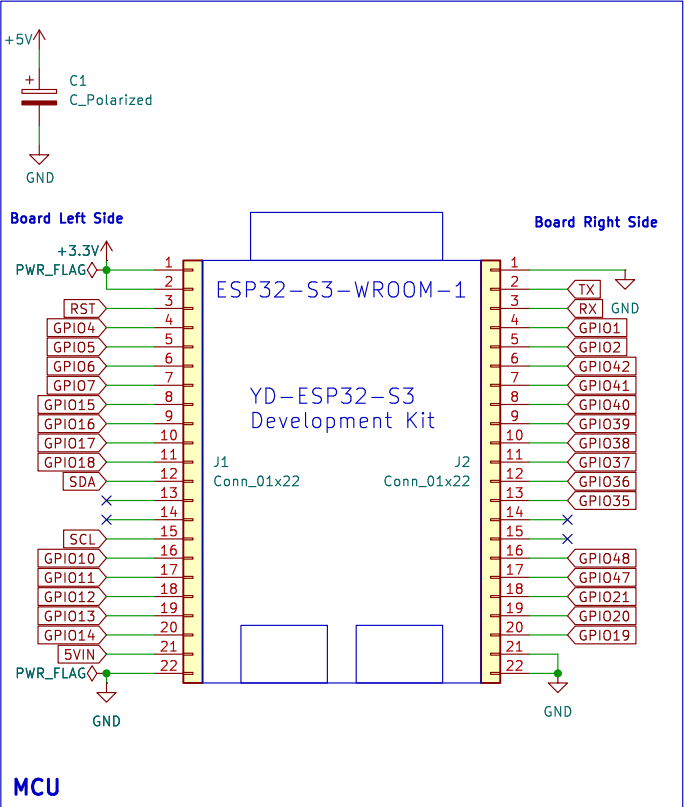 +5V
+
C1
C_Polarized
GND
Board Left Side
Board Right Side
+3.3V
PWR_FLAG
1
2
RST 3
GPIO4 4
GPIO5 5
GPIO6 6
GPIO7 7
GPIO15 8
GPIO16 9
GPIO17 10
GPIO18 11
SDA 12
13
14
SCL 15
GPIO10 16
GPIO11 17
GPIO12 18
GPIO13 19
GPIO14 20
5VIN 21
PWR_FLAG 22
GND
ESP32-S3-WROOM-1
YD-ESP32-S3
Development Kit
J1
Conn_01x22
J2
Conn_01x22
1
GND
2 TX
3 RX
4 GPIO1
5 GPIO2
6 GPIO42
7 GPIO41
8 GPIO40
9 GPIO39
10 GPIO38
11 GPIO37
12 GPIO36
13 GPIO35
14
15
16 GPIO48
17 GPIO47
18 GPIO21
19 GPIO20
20 GPIO19
21
22
GND
MCU